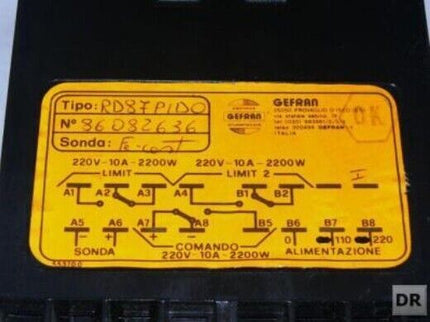 Tipo: RD87PIDO
N° 86D82636
Sonda: Fe-cost
GEFRAN
GEFRAN
ITALIA
OK
220V-10A-2200W 220V-10A-2200W
LIMIT LIMIT 2
I
A1 A2 A3 A4 B1 B2
A5 A6 A7 A8 B5 B6 B7 B8
- + + - 0 110 220
SONDA COMANDO ALIMENTAZIONE
220V-10A-2200W
DR